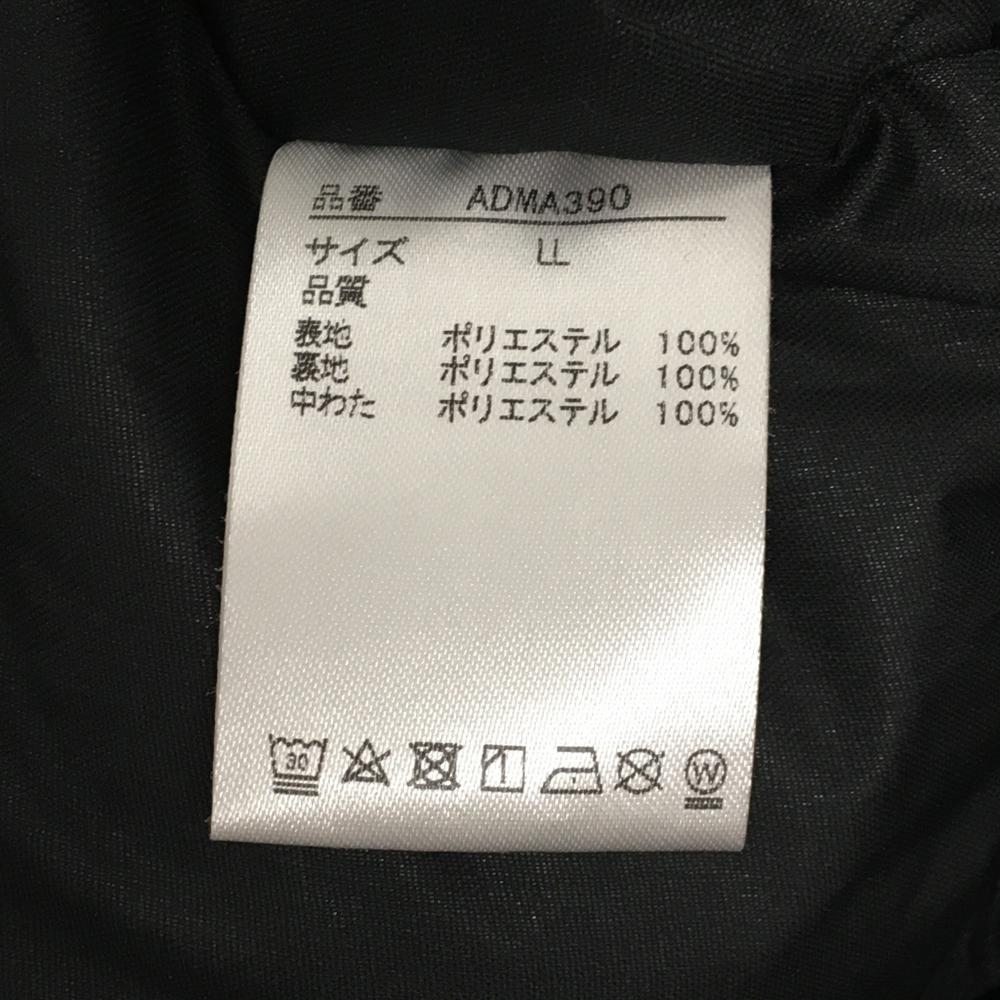 品番 ADMA390
サイズ LL
品質
表地 ポリエステル 100%
裏地 ポリエステル 100%
中わた ポリエステル 100%
30 W